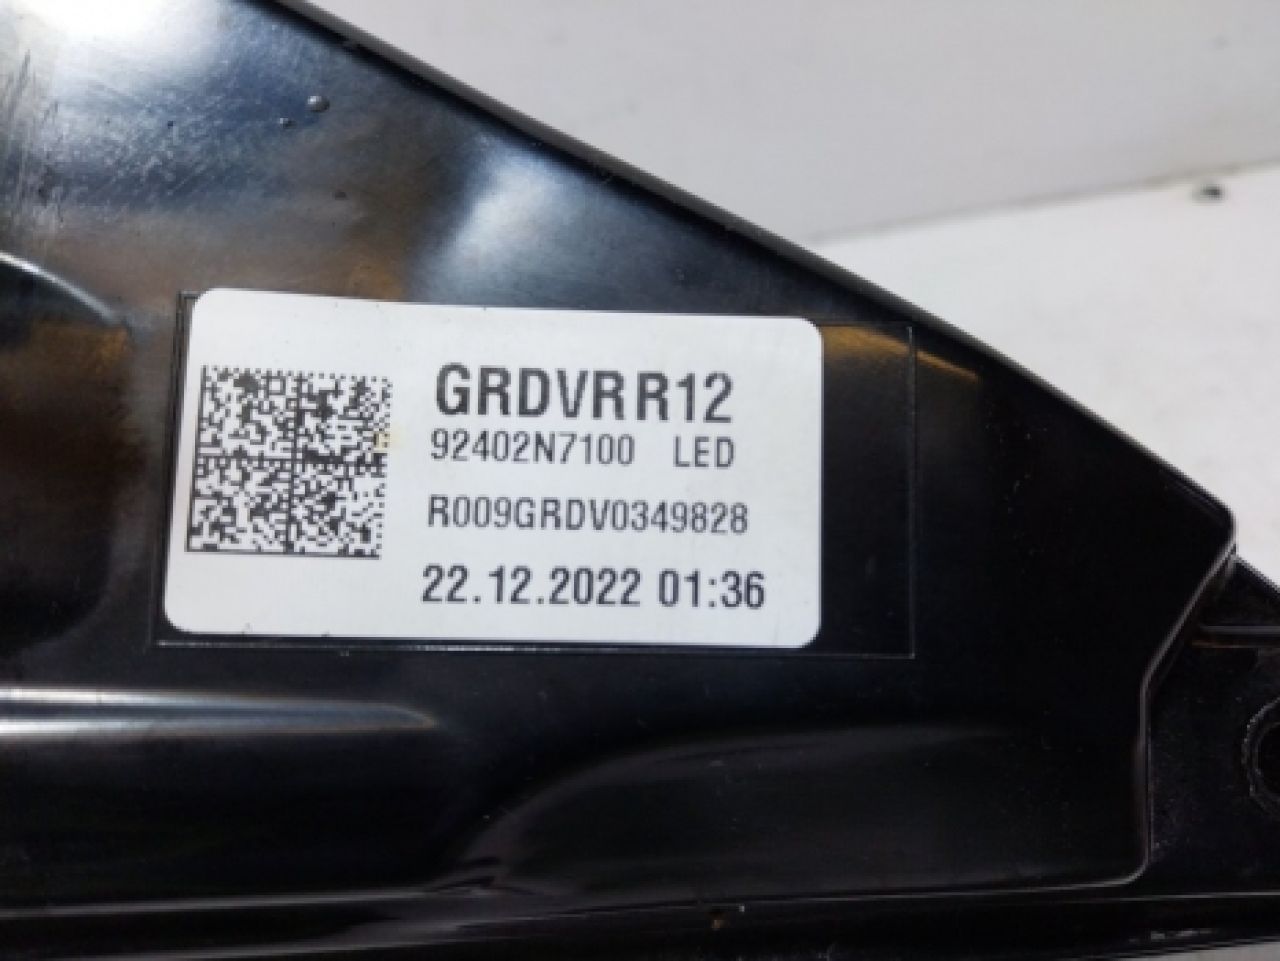 GRDVR R12
92402N7100 LED
R009GRDV0349828
22.12.2022 01:36